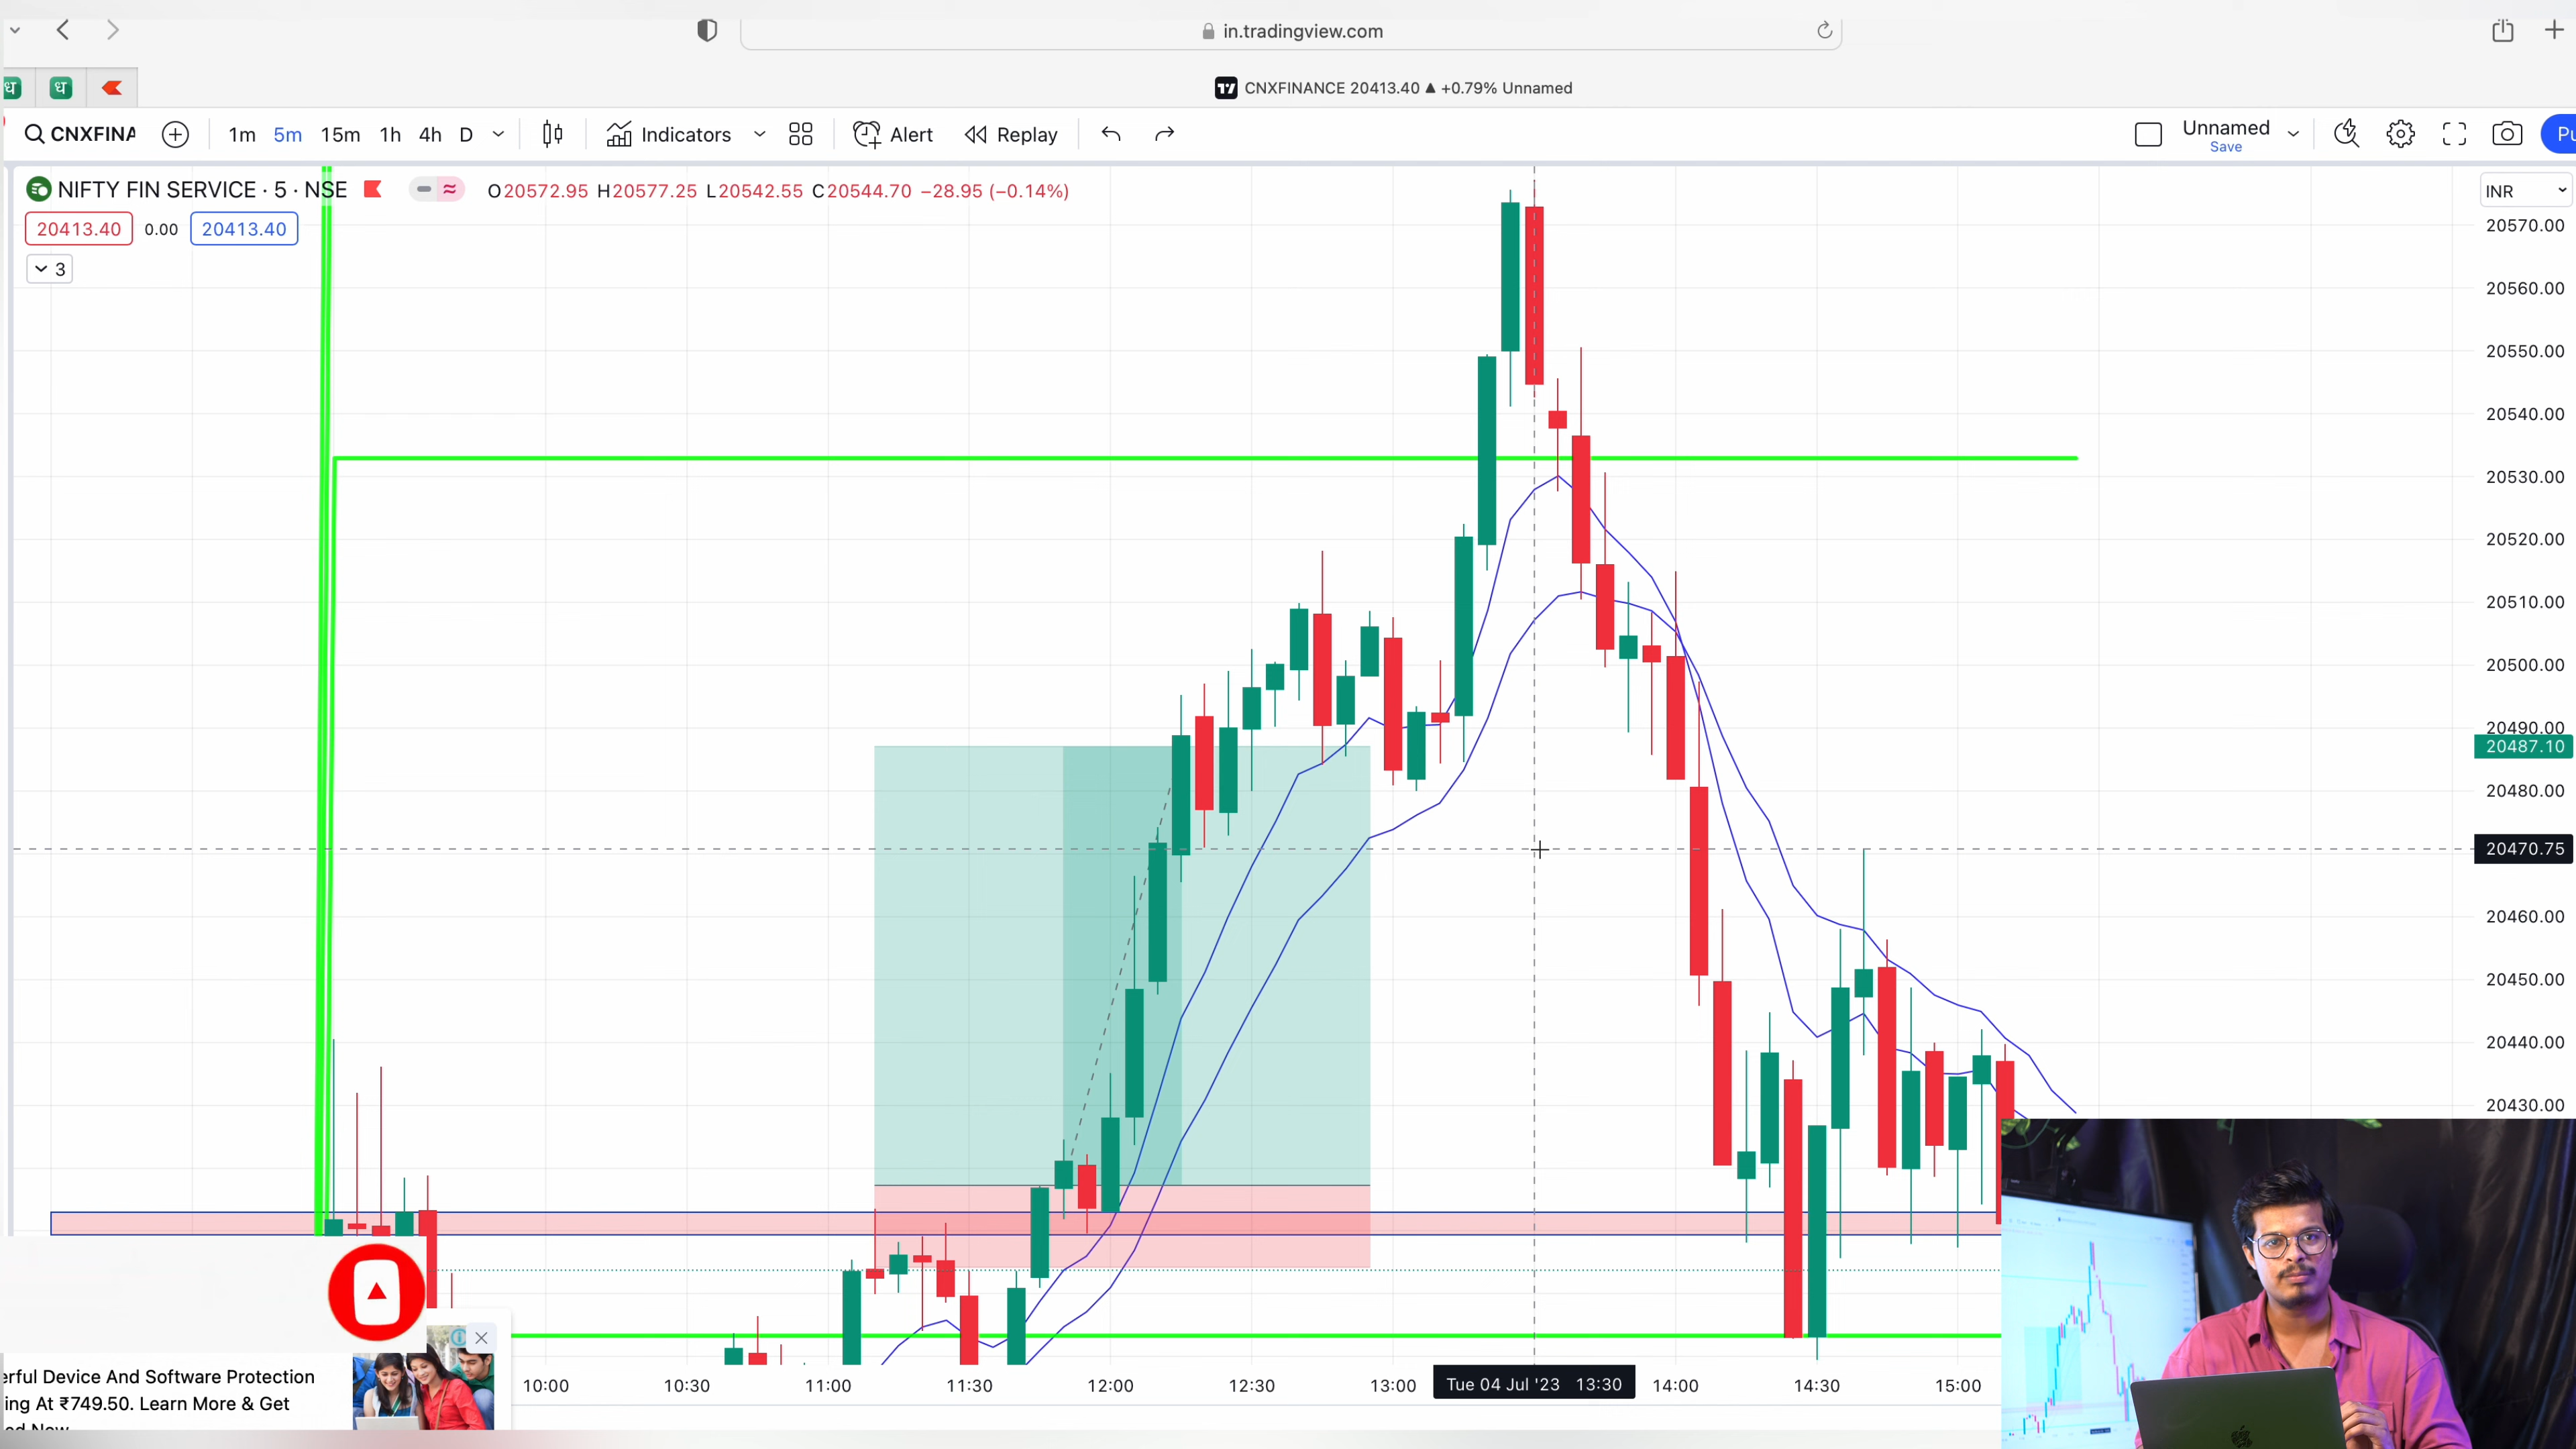 in.tradingview.com
ध
ध
CNXFINANCE 20413.40 ▲ +0.79% Unnamed
CNXFINA
1m 5m 15m 1h 4h D
Indicators
Alert
Replay
Unnamed
Save
Pu
NIFTY FIN SERVICE · 5 · NSE
O20572.95 H20577.25 L20542.55 C20544.70 −28.95 (−0.14%)
INR
20413.40 0.00 20413.40
3
20570.00
20560.00
20550.00
20540.00
20530.00
20520.00
20510.00
20500.00
20490.00
20487.10
20480.00
20470.75
20460.00
20450.00
20440.00
20430.00
erful Device And Software Protection
ing At ₹749.50. Learn More & Get
10:00 10:30 11:00 11:30 12:00 12:30 13:00 Tue 04 Jul '23 13:30 14:00 14:30 15:00